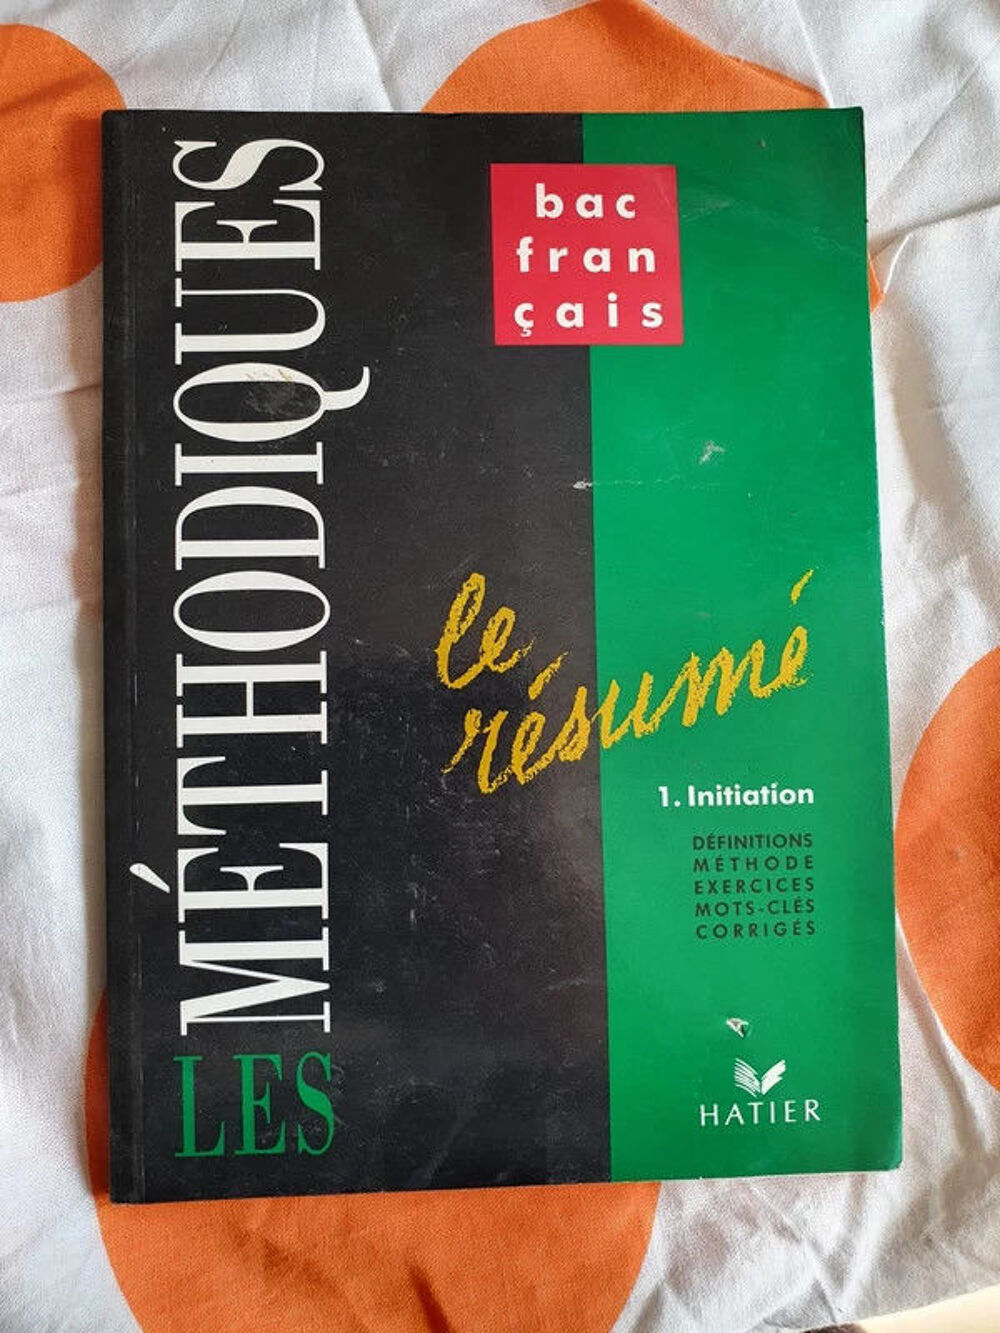 LES MÉTHODIQUES
bac
fran
çais
le
résumé
1. Initiation
DÉFINITIONS
MÉTHODE
EXERCICES
MOTS-CLÉS
CORRIGÉS
HATIER